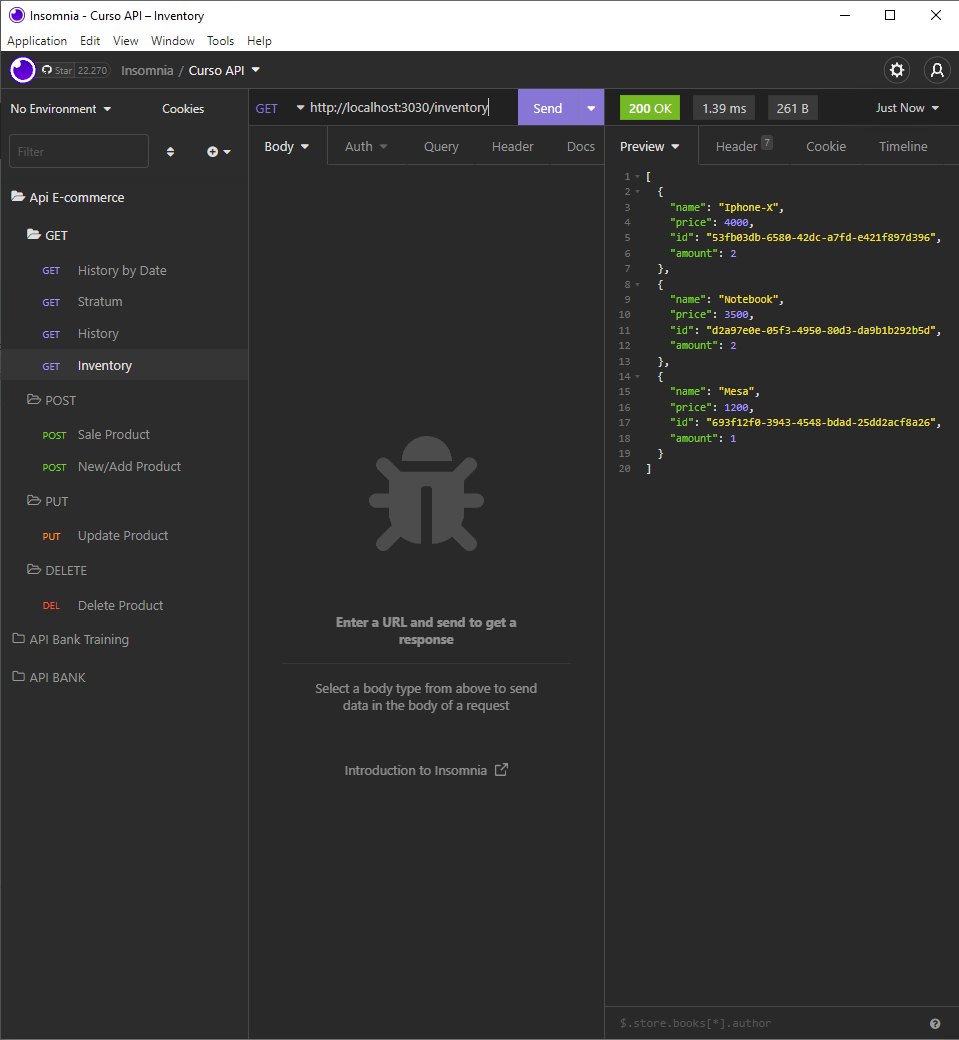 Insomnia - Curso API – Inventory
Application Edit View Window Tools Help
Star 22,270 Insomnia / Curso API
No Environment Cookies
Filter
Api E-commerce
GET
GET History by Date
GET Stratum
GET History
GET Inventory
POST
POST Sale Product
POST New/Add Product
PUT
PUT Update Product
DELETE
DEL Delete Product
API Bank Training
API BANK
GET http://localhost:3030/inventory Send
Body Auth Query Header Docs
Enter a URL and send to get a
response
Select a body type from above to send
data in the body of a request
Introduction to Insomnia
200 OK 1.39 ms 261 B Just Now
Preview Header 7 Cookie Timeline
1 [
2 {
3 "name": "Iphone-X",
4 "price": 4000,
5 "id": "53fb03db-6580-42dc-a7fd-e421f897d396",
6 "amount": 2
7 },
8 {
9 "name": "Notebook",
10 "price": 3500,
11 "id": "d2a97e0e-05f3-4950-80d3-da9b1b292b5d",
12 "amount": 2
13 },
14 {
15 "name": "Mesa",
16 "price": 1200,
17 "id": "693f12f0-3943-4548-bdad-25dd2acf8a26",
18 "amount": 1
19 }
20 ]
$.store.books[*].author